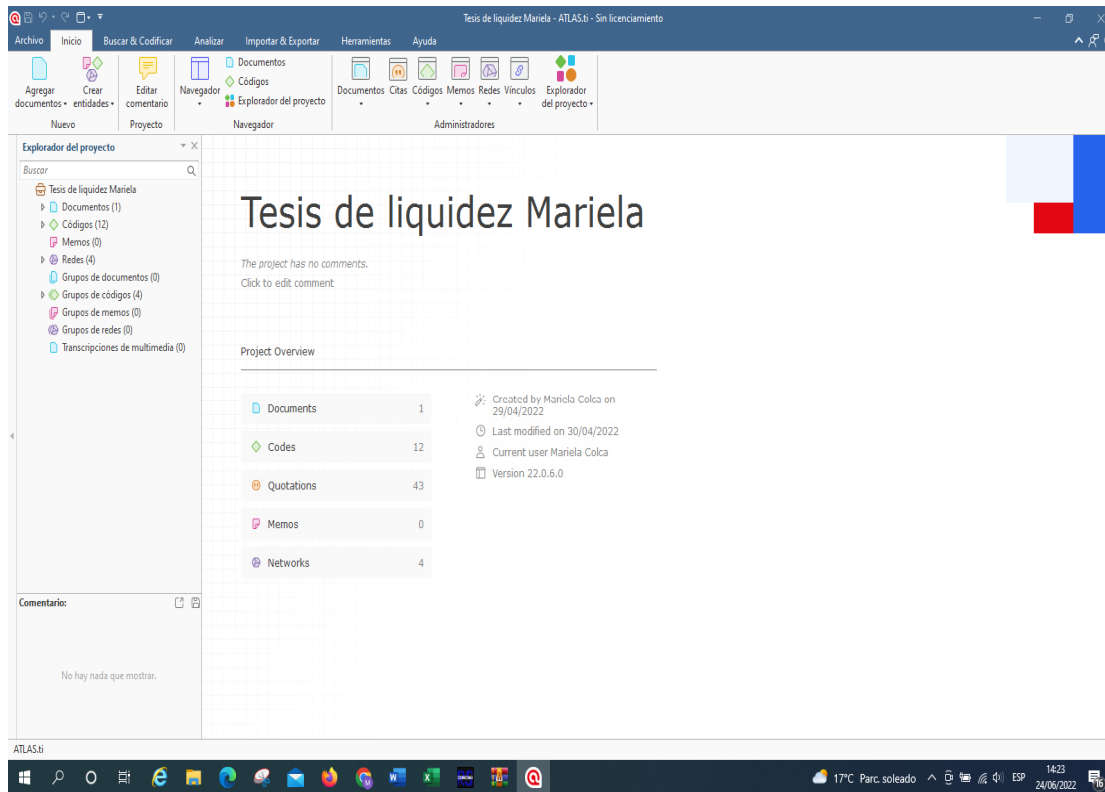 Tesis de liquidez Mariela - ATLAS.ti - Sin licenciamiento
Archivo Inicio Buscar & Codificar Analizar Importar & Exportar Herramientas Ayuda
Agregar documentos
Crear entidades
Editar comentario
Navegador
Documentos
Códigos
Explorador del proyecto
Documentos Citas Códigos Memos Redes Vínculos
Explorador del proyecto
Nuevo Proyecto Navegador Administradores
Explorador del proyecto
Buscar
Tesis de liquidez Mariela
Documentos (1)
Códigos (12)
Memos (0)
Redes (4)
Grupos de documentos (0)
Grupos de códigos (4)
Grupos de memos (0)
Grupos de redes (0)
Transcripciones de multimedia (0)
Comentario:
No hay nada que mostrar.
Tesis de liquidez Mariela
The project has no comments.
Click to edit comment
Project Overview
Documents 1
Codes 12
Quotations 43
Memos 0
Networks 4
Created by Mariela Colca on
29/04/2022
Last modified on 30/04/2022
Current user Mariela Colca
Version 22.0.6.0
ATLAS.ti
17°C Parc. soleado ESP 14:23
24/06/2022
16